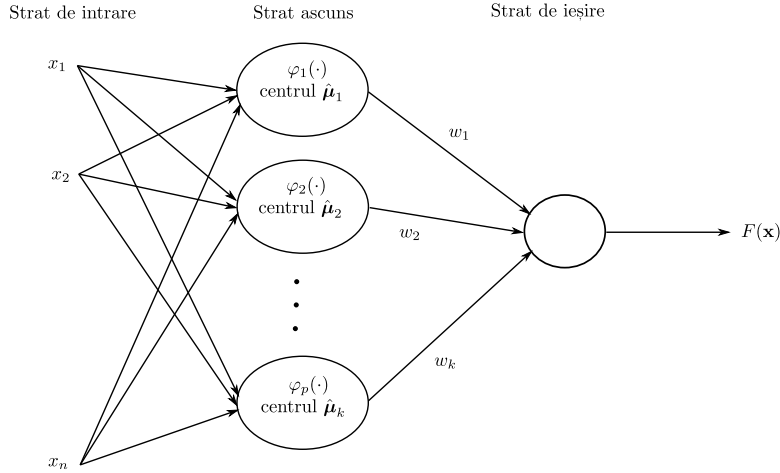 Strat de intrare
Strat ascuns
Strat de ieșire
x₁
φ₁(·)
centrul μ̂₁
w₁
x₂
φ₂(·)
centrul μ̂₂
w₂
F(x)
φₚ(·)
centrul μ̂ₖ
wₖ
xₙ